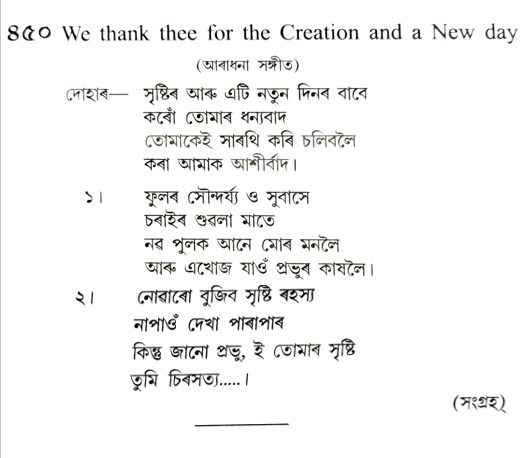 ৪৫০ We thank thee for the Creation and a New day
(আৰাধনা সঙ্গীত)
দোহাৰ— সৃষ্টিৰ আৰু এটি নতুন দিনৰ বাবে
কৰোঁ তোমাৰ ধন্যবাদ
তোমাকেই সাৰথি কৰি চলিবলৈ
কৰা আমাক আশীৰ্বাদ।
১। ফুলৰ সৌন্দৰ্য্য ও সুবাসে
চৰাইৰ শুৱলা মাতে
নৱ পুলক আনে মোৰ মনলৈ
আৰু এখোজ যাওঁ প্ৰভুৰ কাষলৈ।
২। নোৱাৰো বুজিব সৃষ্টি ৰহস্য
নাপাওঁ দেখা পাৰাপাৰ
কিন্তু জানো প্ৰভু, ই তোমাৰ সৃষ্টি
তুমি চিৰসত্য.....।
(সংগ্ৰহ)